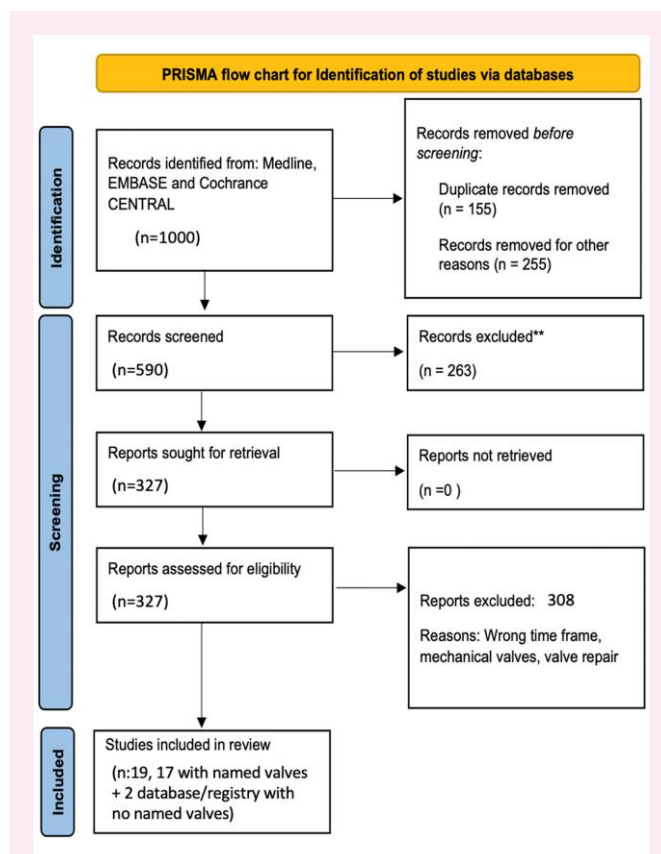 PRISMA flow chart for Identification of studies via databases
Identification
Records identified from: Medline,
EMBASE and Cochrance
CENTRAL
(n=1000)
Records removed before
screening:
Duplicate records removed
(n = 155)
Records removed for other
reasons (n = 255)
Screening
Records screened
(n=590)
Records excluded**
(n = 263)
Reports sought for retrieval
(n=327)
Reports not retrieved
(n =0 )
Reports assessed for eligibility
(n=327)
Reports excluded: 308
Reasons: Wrong time frame,
mechanical valves, valve repair
Included
Studies included in review
(n:19, 17 with named valves
+ 2 database/registry with
no named valves)